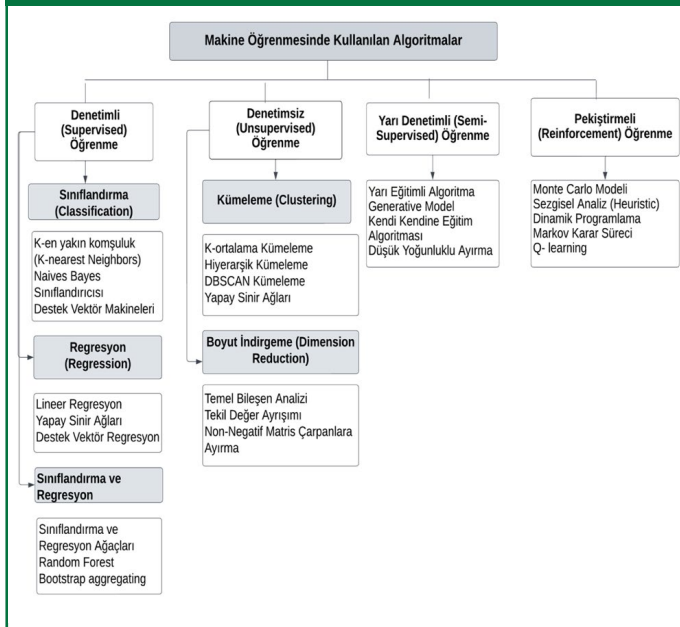 Makine Öğrenmesinde Kullanılan Algoritmalar
Denetimli
(Supervised)
Öğrenme
Sınıflandırma
(Classification)
K-en yakın komşuluk
(K-nearest Neighbors)
Naives Bayes
Sınıflandırıcısı
Destek Vektör Makineleri
Regresyon
(Regression)
Lineer Regresyon
Yapay Sinir Ağları
Destek Vektör Regresyon
Sınıflandırma ve
Regresyon
Sınıflandırma ve
Regresyon Ağaçları
Random Forest
Bootstrap aggregating
Denetimsiz
(Unsupervised)
Öğrenme
Kümeleme (Clustering)
K-ortalama Kümeleme
Hiyerarşik Kümeleme
DBSCAN Kümeleme
Yapay Sinir Ağları
Boyut İndirgeme (Dimension
Reduction)
Temel Bileşen Analizi
Tekil Değer Ayrışımı
Non-Negatif Matris Çarpanlara
Ayırma
Yarı Denetimli (Semi-
Supervised) Öğrenme
Yarı Eğitimli Algoritma
Generative Model
Kendi Kendine Eğitim
Algoritması
Düşük Yoğunluklu Ayırma
Pekiştirmeli
(Reinforcement) Öğrenme
Monte Carlo Modeli
Sezgisel Analiz (Heuristic)
Dinamik Programlama
Markov Karar Süreci
Q- learning